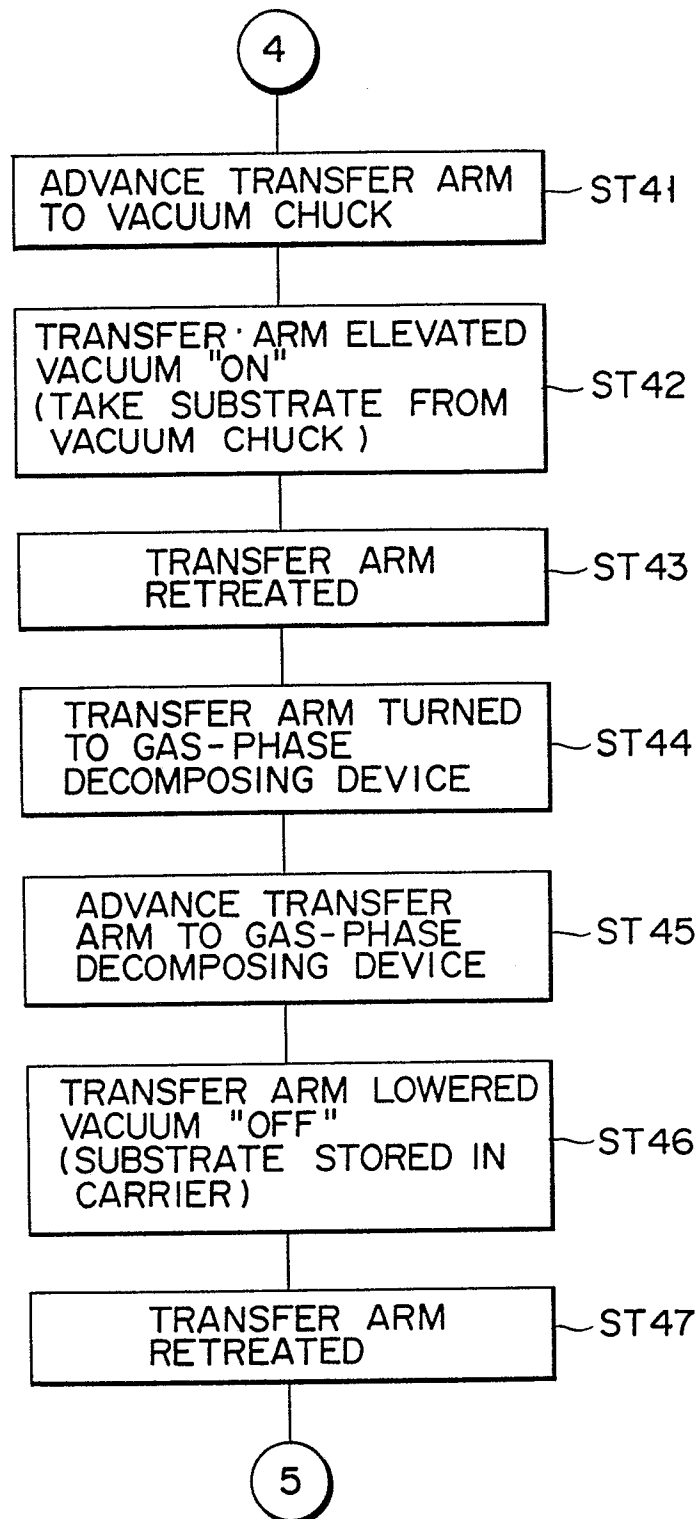 4
ADVANCE TRANSFER ARM
TO VACUUM CHUCK
ST41
TRANSFER·ARM ELEVATED
VACUUM "ON"
(TAKE SUBSTRATE FROM
VACUUM CHUCK)
ST42
TRANSFER ARM
RETREATED
ST43
TRANSFER ARM TURNED
TO GAS-PHASE
DECOMPOSING DEVICE
ST44
ADVANCE TRANSFER
ARM TO GAS-PHASE
DECOMPOSING DEVICE
ST45
TRANSFER ARM LOWERED
VACUUM "OFF"
(SUBSTRATE STORED IN
CARRIER)
ST46
TRANSFER ARM
RETREATED
ST47
5